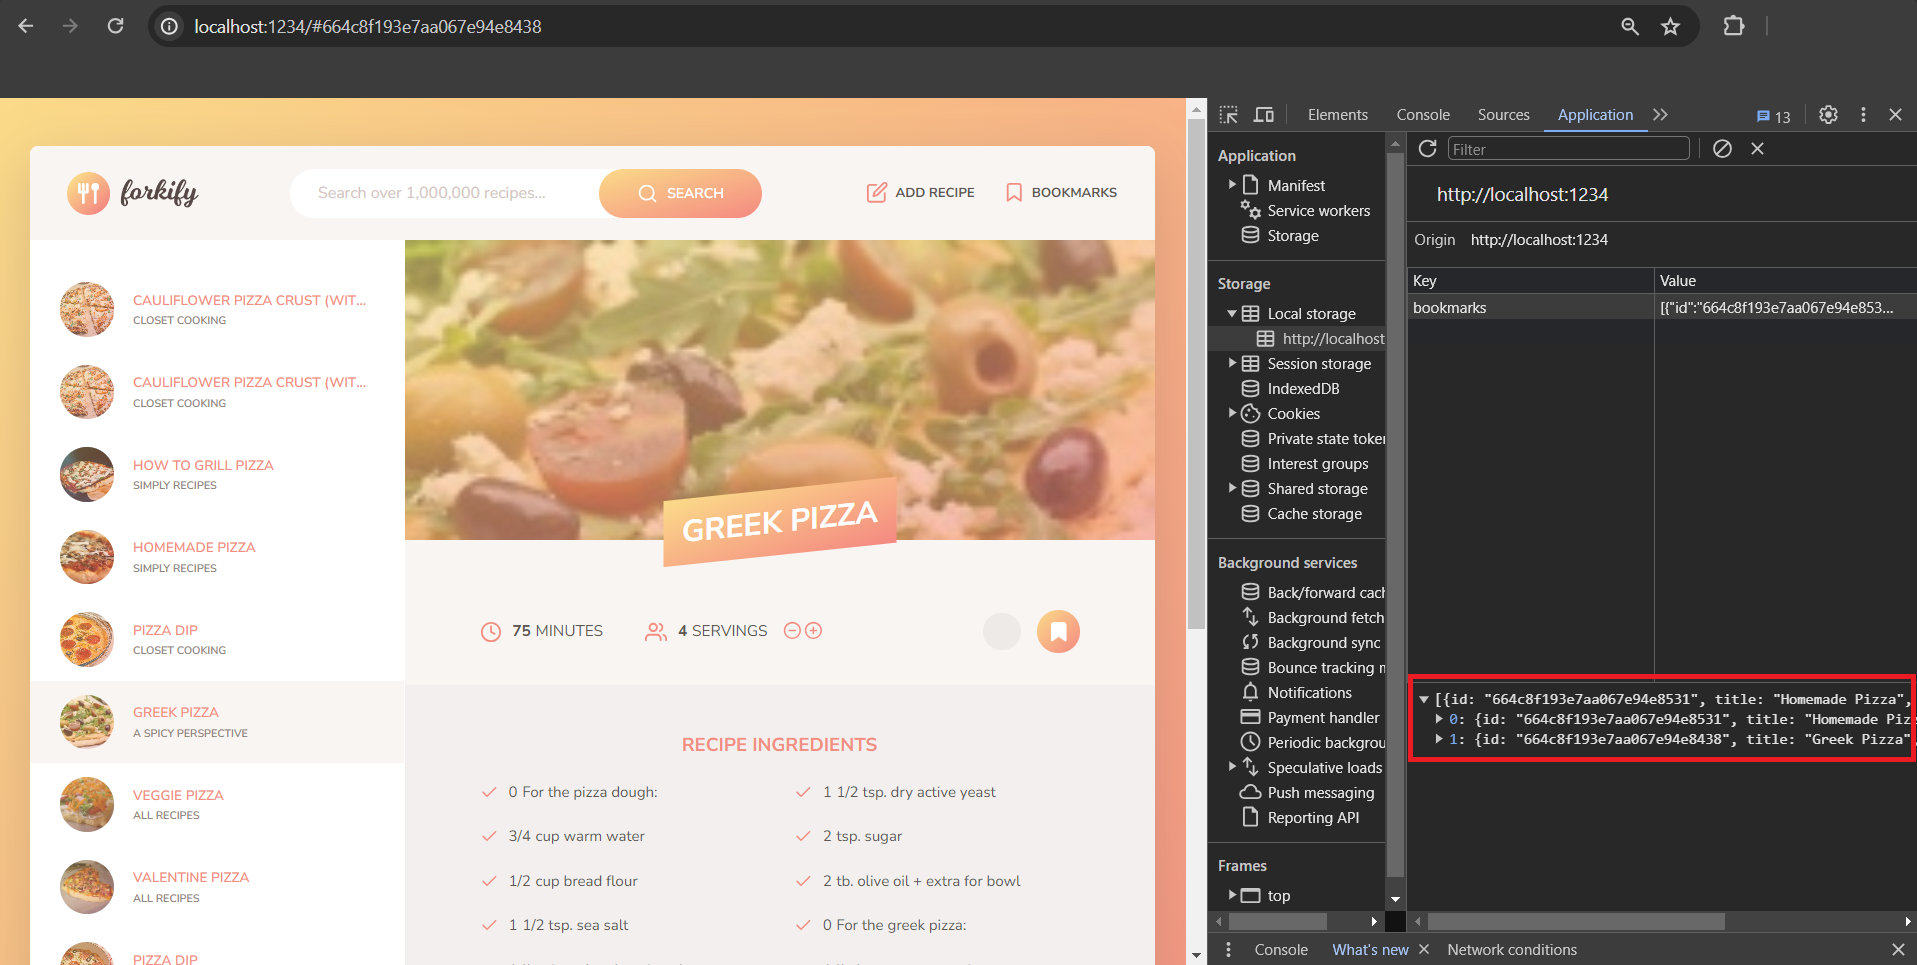 localhost:1234/#664c8f193e7aa067e94e8438
forkify
Search over 1,000,000 recipes...
SEARCH
ADD RECIPE
BOOKMARKS
CAULIFLOWER PIZZA CRUST (WIT...
CLOSET COOKING
CAULIFLOWER PIZZA CRUST (WIT...
CLOSET COOKING
HOW TO GRILL PIZZA
SIMPLY RECIPES
HOMEMADE PIZZA
SIMPLY RECIPES
PIZZA DIP
CLOSET COOKING
GREEK PIZZA
A SPICY PERSPECTIVE
VEGGIE PIZZA
ALL RECIPES
VALENTINE PIZZA
ALL RECIPES
PIZZA DIP
GREEK PIZZA
75 MINUTES
4 SERVINGS
RECIPE INGREDIENTS
0 For the pizza dough:
1 1/2 tsp. dry active yeast
3/4 cup warm water
2 tsp. sugar
1/2 cup bread flour
2 tb. olive oil + extra for bowl
1 1/2 tsp. sea salt
0 For the greek pizza:
Elements
Console
Sources
Application
13
Application
Manifest
Service workers
Storage
Storage
Local storage
http://localhost
Session storage
IndexedDB
Cookies
Private state toker
Interest groups
Shared storage
Cache storage
Background services
Back/forward cach
Background fetch
Background sync
Bounce tracking m
Notifications
Payment handler
Periodic backgrou
Speculative loads
Push messaging
Reporting API
Frames
top
Filter
http://localhost:1234
Origin http://localhost:1234
Key Value
bookmarks [{"id":"664c8f193e7aa067e94e853...
[{id: "664c8f193e7aa067e94e8531", title: "Homemade Pizza",
0: {id: "664c8f193e7aa067e94e8531", title: "Homemade Piz
1: {id: "664c8f193e7aa067e94e8438", title: "Greek Pizza"
Console
What's new
Network conditions